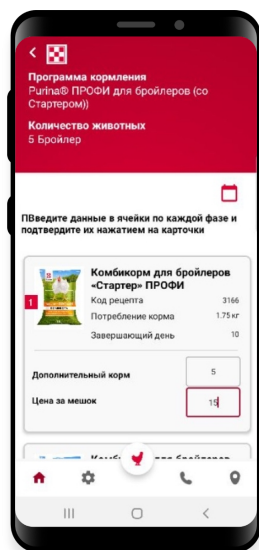 Программа кормления
Purina® ПРОФИ для бройлеров (со
Стартером))
Количество животных
5 Бройлер
ПВведите данные в ячейки по каждой фазе и
подтвердите их нажатием на карточки
Комбикорм для бройлеров
«Стартер» ПРОФИ
1
Код рецепта 3166
Потребление корма 1.75 кг
Завершающий день 10
Дополнительный корм 5
Цена за мешок 15